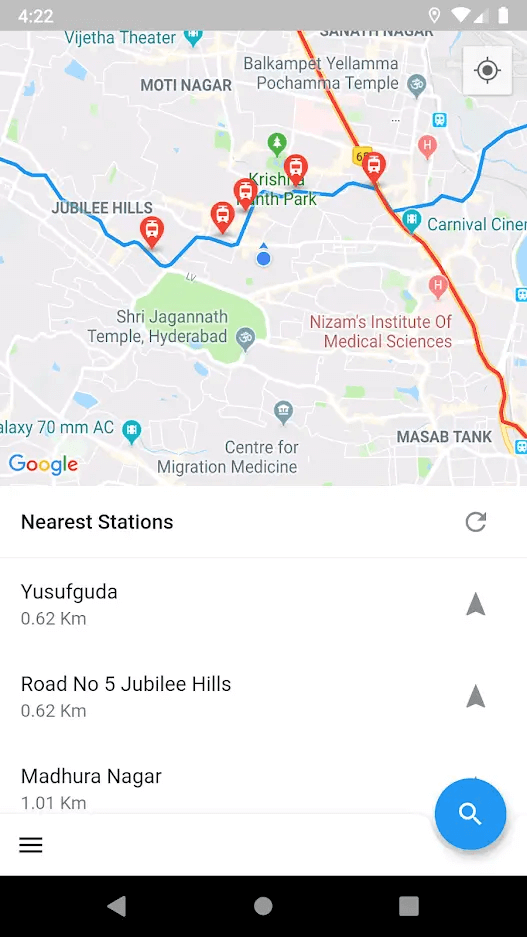 4:22
Vijetha Theater
SANATH NAGAR
Balkampet Yellamma
Pochamma Temple
MOTI NAGAR
H
Krishna
Kanth Park
JUBILEE HILLS
Carnival Ciner
LV
H
Shri Jagannath
Temple, Hyderabad
Nizam's Institute Of
Medical Sciences
alaxy 70 mm AC
MASAB TANK
Centre for
Migration Medicine
Google
Nearest Stations
Yusufguda
0.62 Km
Road No 5 Jubilee Hills
0.62 Km
Madhura Nagar
1.01 Km